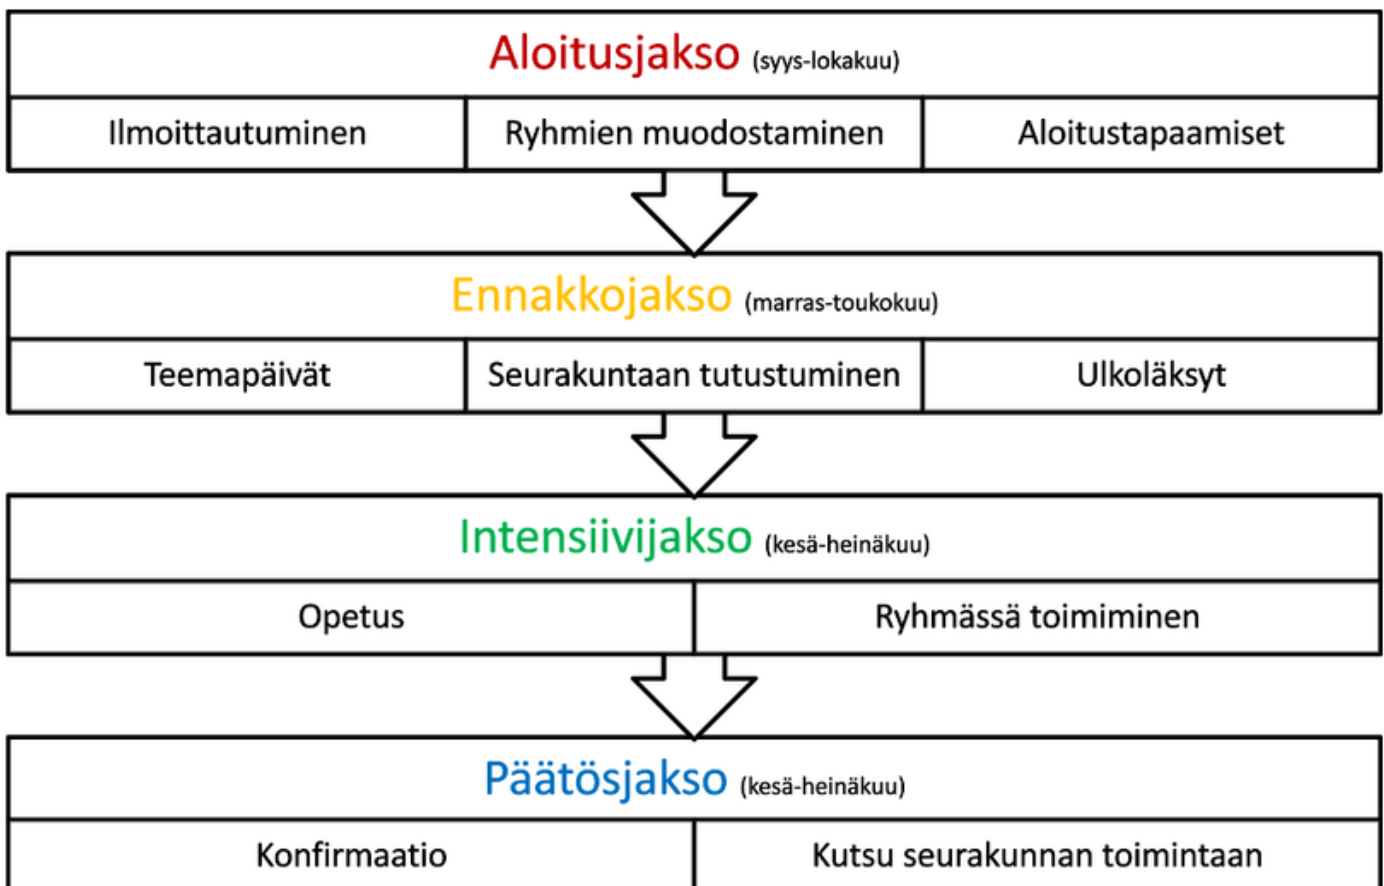 Aloitusjakso (syys-lokakuu)
Ilmoittautuminen
Ryhmien muodostaminen
Aloitustapaamiset
Ennakkojakso (marras-toukokuu)
Teemapäivät
Seurakuntaan tutustuminen
Ulkoläksyt
Intensiivijakso (kesä-heinäkuu)
Opetus
Ryhmässä toimiminen
Päätösjakso (kesä-heinäkuu)
Konfirmaatio
Kutsu seurakunnan toimintaan